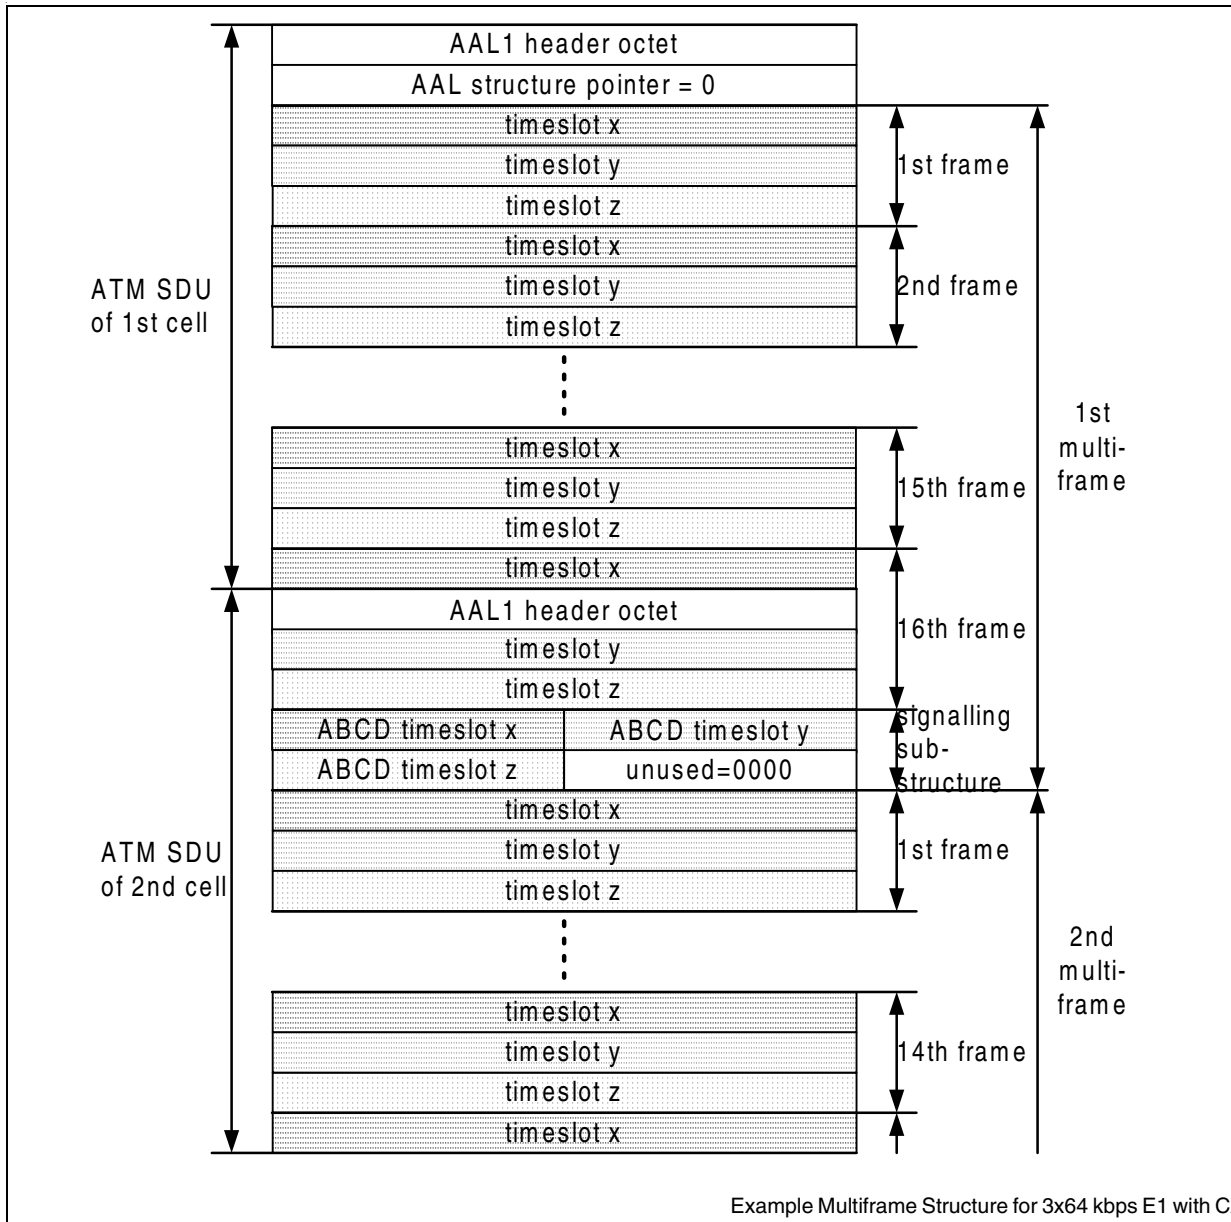 AAL1 header octet
AAL structure pointer = 0
timeslot x
timeslot y
timeslot z
1st frame
timeslot x
timeslot y
timeslot z
2nd frame
ATM SDU
of 1st cell
timeslot x
timeslot y
timeslot z
15th frame
1st
multi-
frame
timeslot x
AAL1 header octet
timeslot y
timeslot z
16th frame
ABCD timeslot x
ABCD timeslot y
ABCD timeslot z
unused=0000
signalling
sub-
structure
timeslot x
timeslot y
timeslot z
1st frame
ATM SDU
of 2nd cell
2nd
multi-
frame
timeslot x
timeslot y
timeslot z
14th frame
timeslot x
Example Multiframe Structure for 3x64 kbps E1 with C